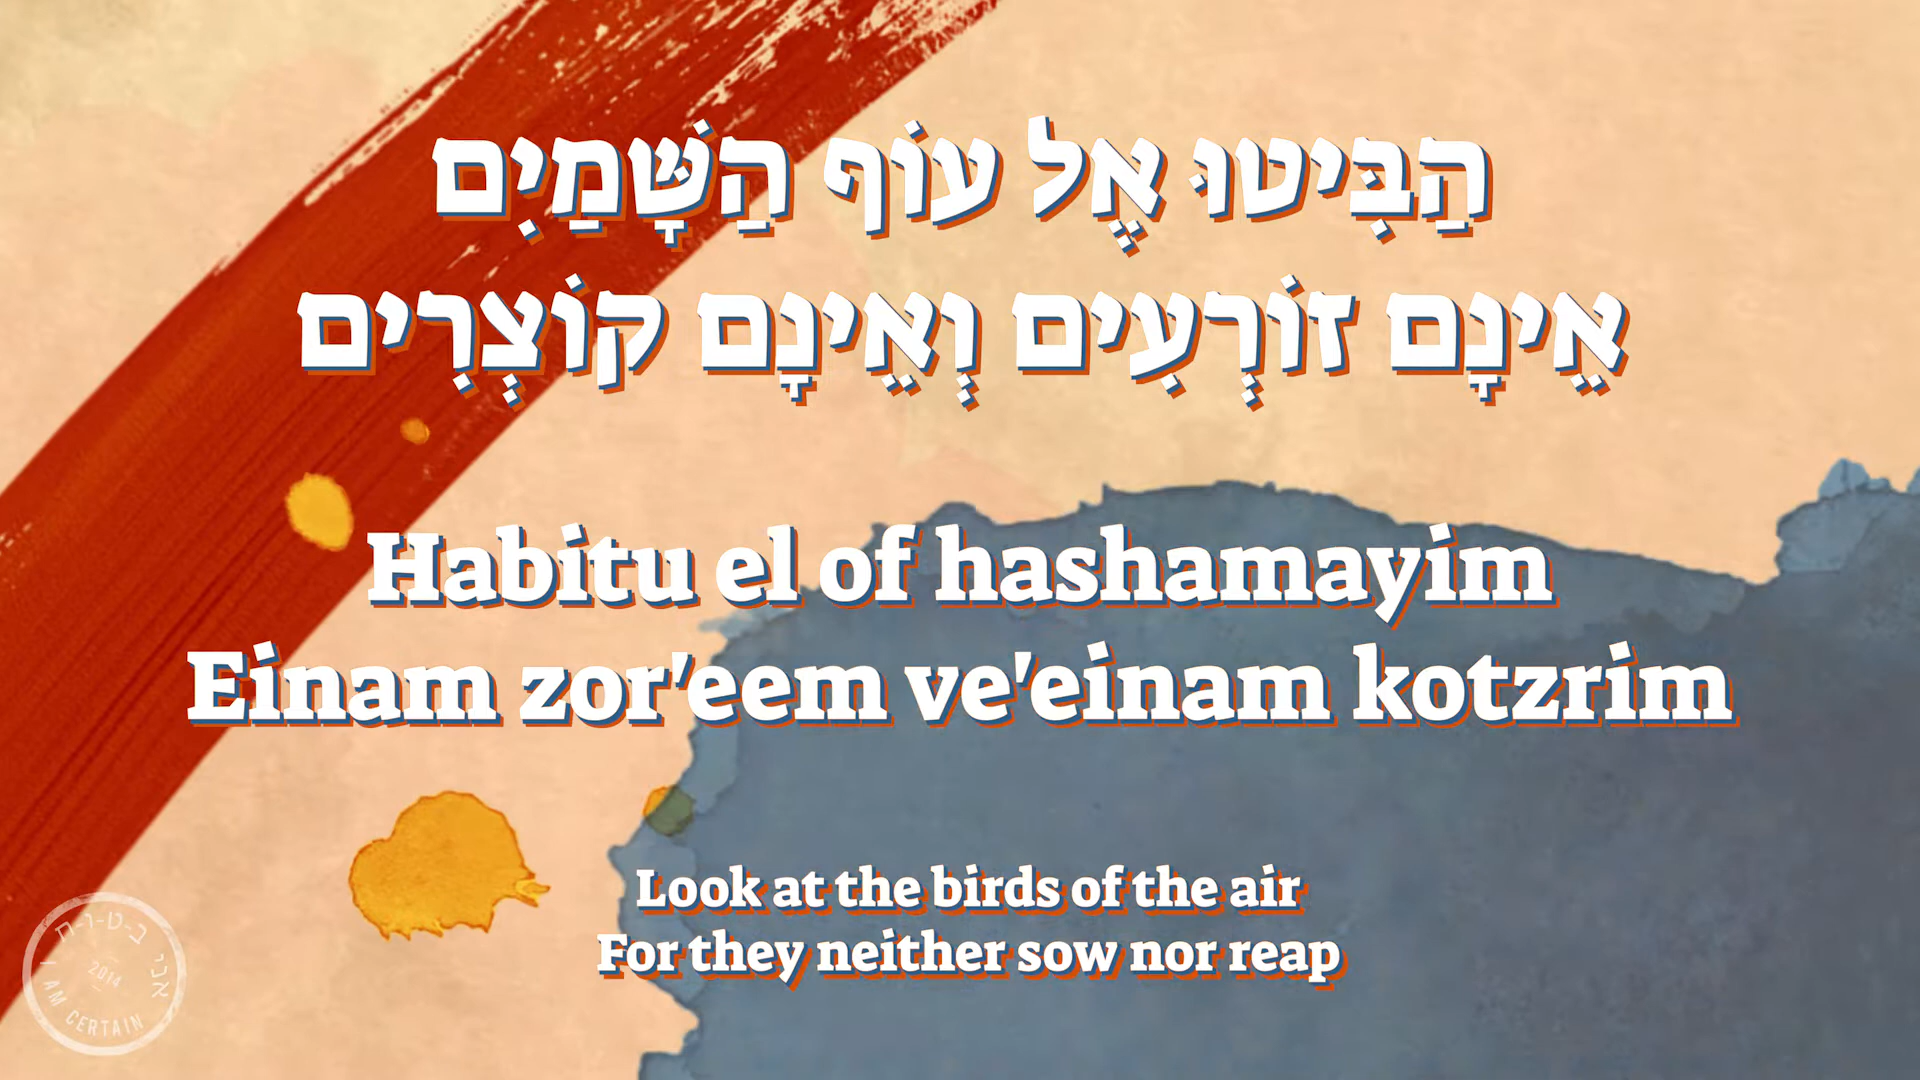 הַבִּיטוּ אֶל עוֹף הַשָּׁמַיִם
אֵינָם זוֹרְעִים וְאֵינָם קוֹצְרִים
Habitu el of hashamayim
Einam zor'eem ve'einam kotzrim
Look at the birds of the air
For they neither sow nor reap
אני
ב-ט-ו-ח
2014
I AM CERTAIN